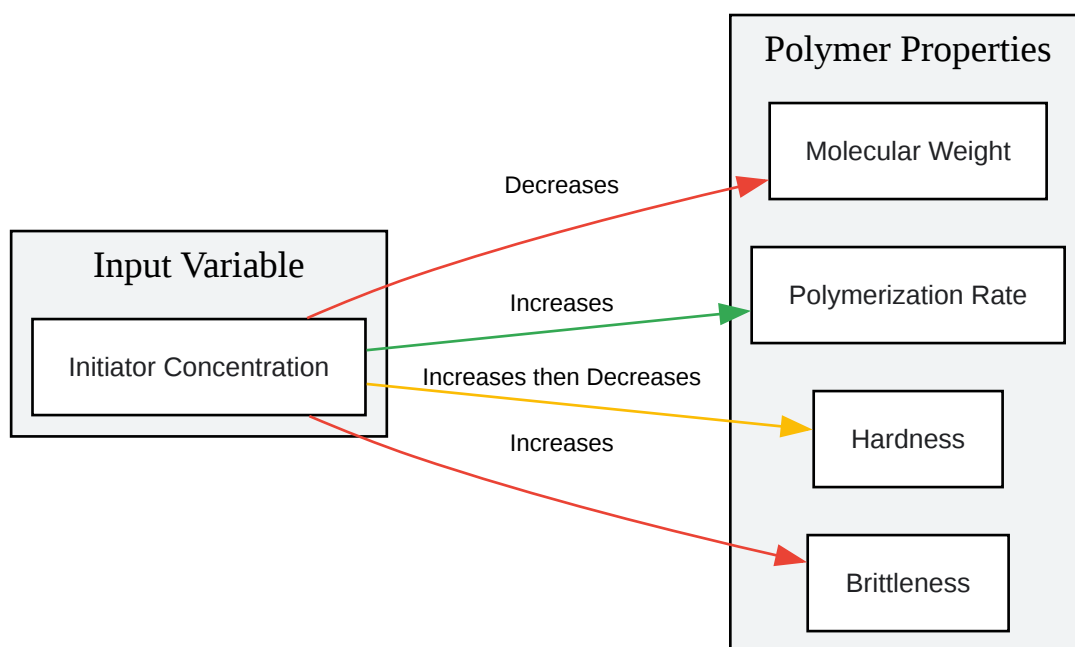 Polymer Properties
Molecular Weight
Decreases
Input Variable
Polymerization Rate
Increases
Initiator Concentration
Increases then Decreases
Hardness
Increases
Brittleness